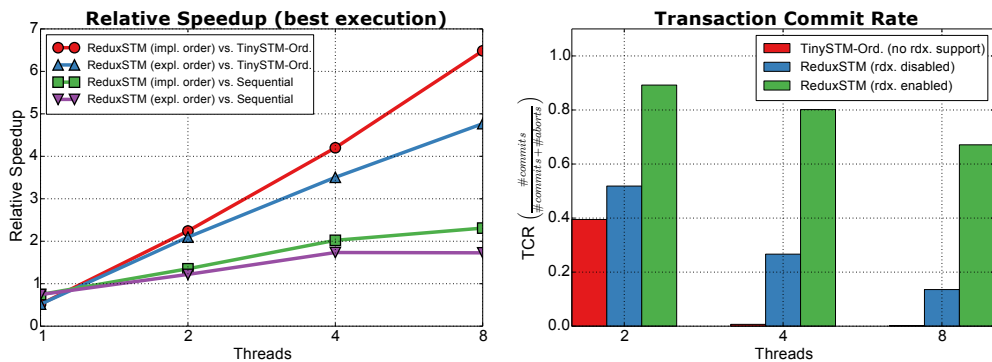 Relative Speedup (best execution)
7
6
5
4
3
2
1
0
Relative Speedup
ReduxSTM (impl. order) vs. TinySTM-Ord.
ReduxSTM (expl. order) vs. TinySTM-Ord.
ReduxSTM (impl. order) vs. Sequential
ReduxSTM (expl. order) vs. Sequential
1 2 4 8
Threads
Transaction Commit Rate
1.0
0.8
0.6
0.4
0.2
0.0
TCR ( #commits / #commits + #aborts )
TinySTM-Ord. (no rdx. support)
ReduxSTM (rdx. disabled)
ReduxSTM (rdx. enabled)
2 4 8
Threads